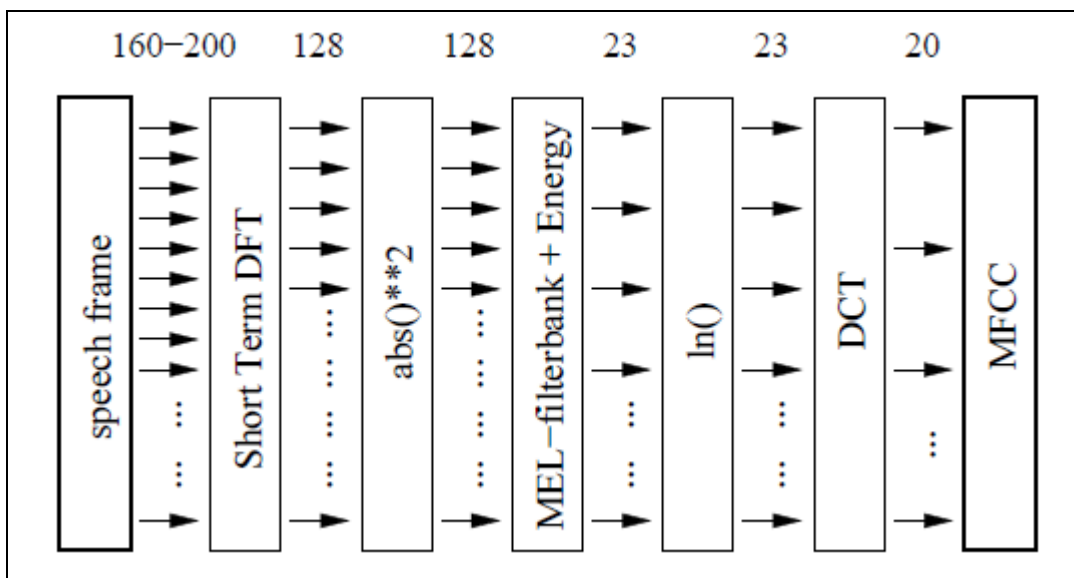 160−200 128 128 23 23 20
speech frame
Short Term DFT
abs()**2
MEL−filterbank + Energy
ln()
DCT
MFCC